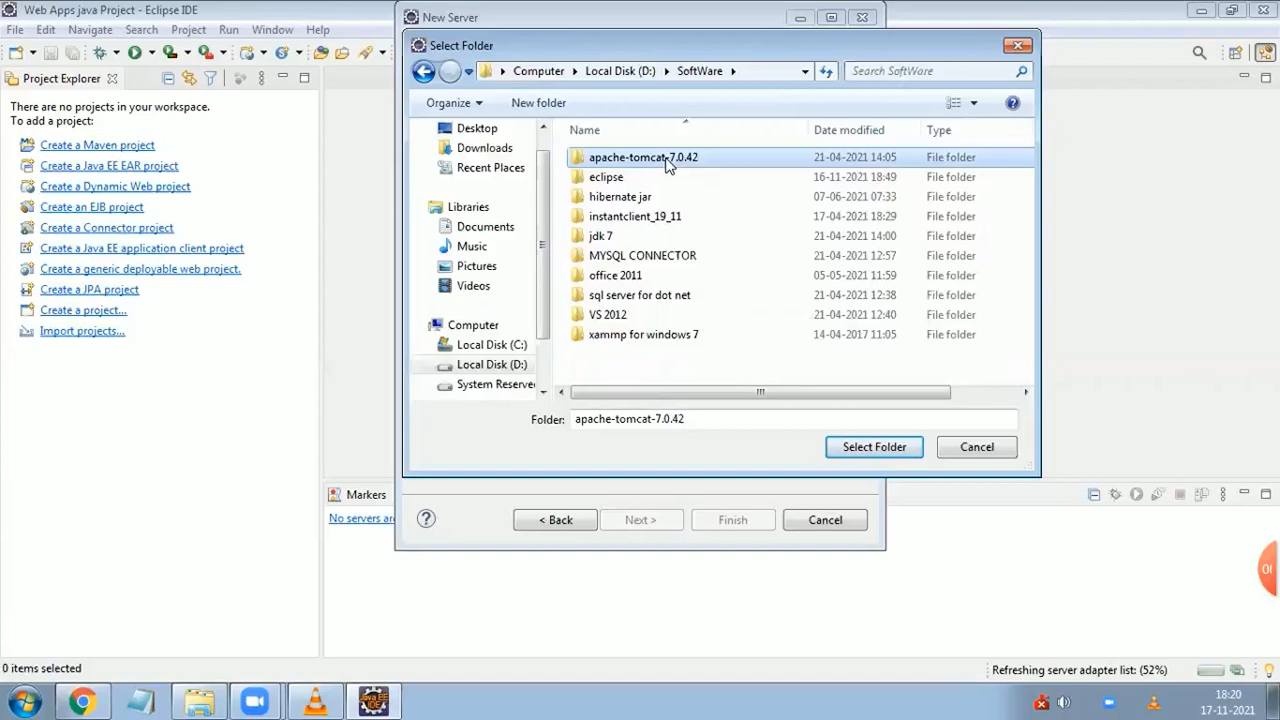 Web Apps java Project - Eclipse IDE
New Server
File Edit Navigate Search Project Run Window Help
Select Folder
Computer Local Disk (D:) SoftWare Search SoftWare
Project Explorer
Organize New folder
There are no projects in your workspace.
To add a project:
Create a Maven project
Create a Java EE EAR project
Create a Dynamic Web project
Create an EJB project
Create a Connector project
Create a Java EE application client project
Create a generic deployable web project.
Create a JPA project
Create a project...
Import projects...
Desktop
Downloads
Recent Places
Libraries
Documents
Music
Pictures
Videos
Computer
Local Disk (C:)
Local Disk (D:)
System Reserve
Name Date modified Type
apache-tomcat-7.0.42 21-04-2021 14:05 File folder
eclipse 16-11-2021 18:49 File folder
hibernate jar 07-06-2021 07:33 File folder
instantclient_19_11 17-04-2021 18:29 File folder
jdk 7 21-04-2021 14:00 File folder
MYSQL CONNECTOR 21-04-2021 12:57 File folder
office 2011 05-05-2021 11:59 File folder
sql server for dot net 21-04-2021 12:38 File folder
VS 2012 21-04-2021 12:40 File folder
xammp for windows 7 14-04-2017 11:05 File folder
Folder: apache-tomcat-7.0.42
Select Folder Cancel
Markers
No servers are
< Back Next > Finish Cancel
0 items selected
Refreshing server adapter list: (52%)
Java EE
IDE
18:20
17-11-2021